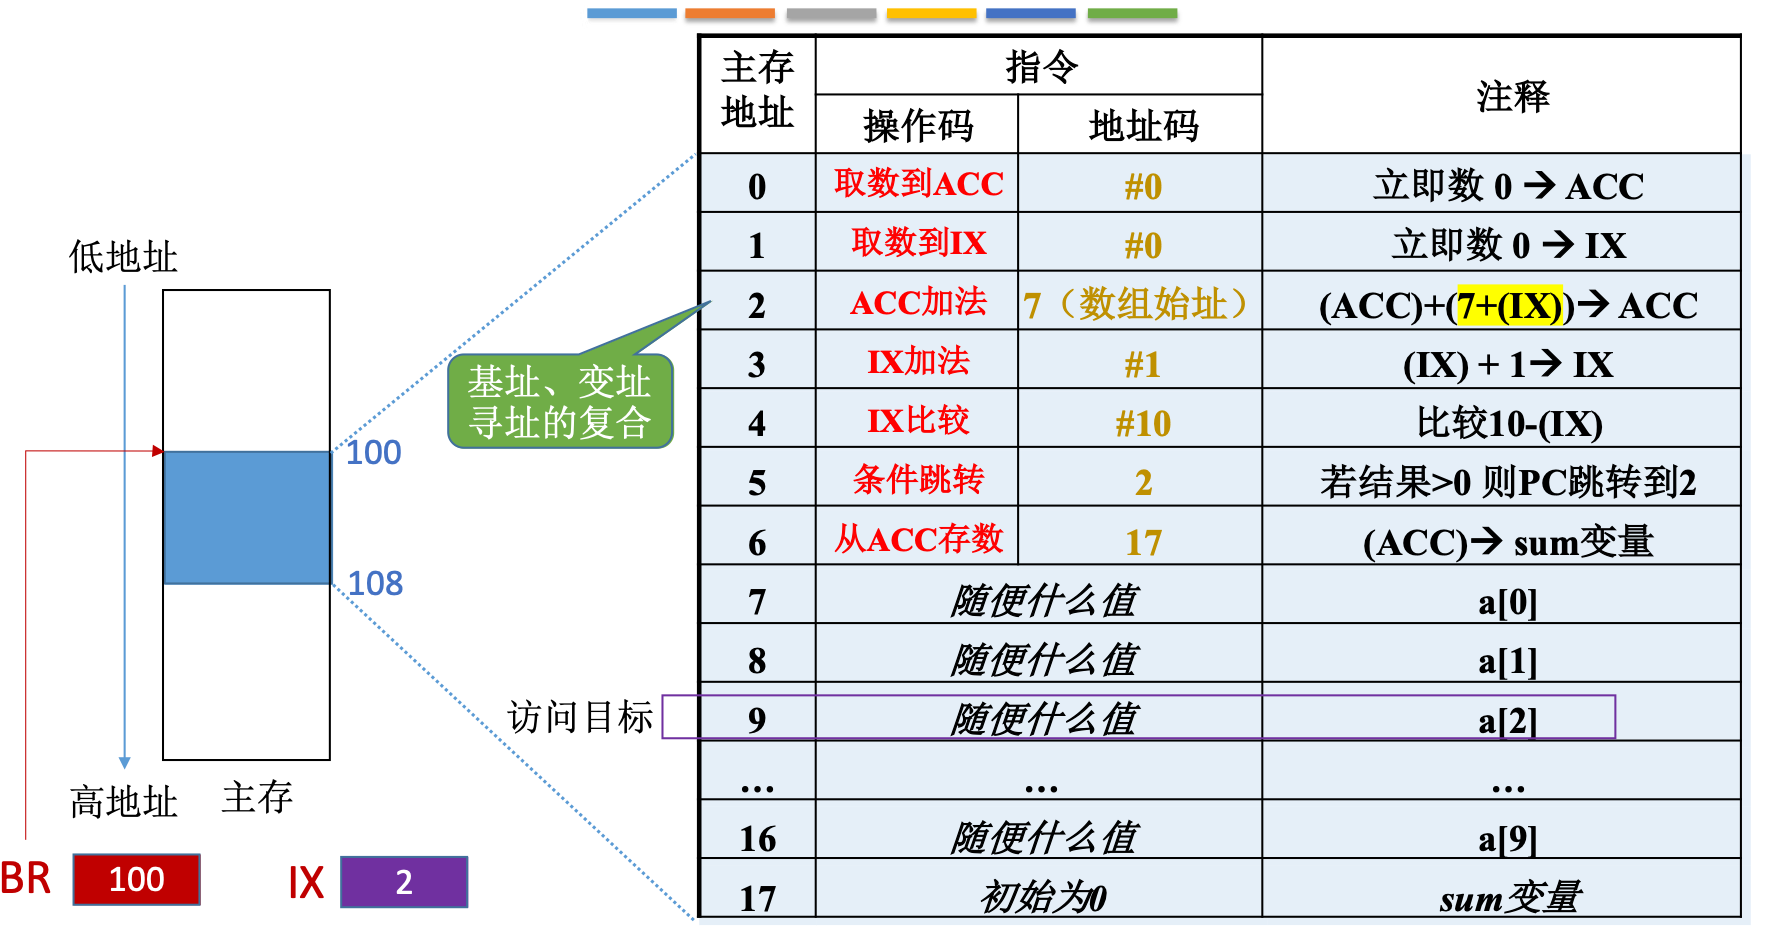 主存
地址
指令
操作码
地址码
注释
0 取数到ACC #0 立即数 0 → ACC
1 取数到IX #0 立即数 0 → IX
2 ACC加法 7（数组始址） (ACC)+(7+(IX))→ ACC
3 IX加法 #1 (IX) + 1→ IX
4 IX比较 #10 比较10-(IX)
5 条件跳转 2 若结果>0 则PC跳转到2
6 从ACC存数 17 (ACC)→ sum变量
7 随便什么值 a[0]
8 随便什么值 a[1]
9 随便什么值 a[2]
... ... ...
16 随便什么值 a[9]
17 初始为0 sum变量
低地址
基址、变址
寻址的复合
100
108
访问目标
高地址
主存
BR 100
IX 2